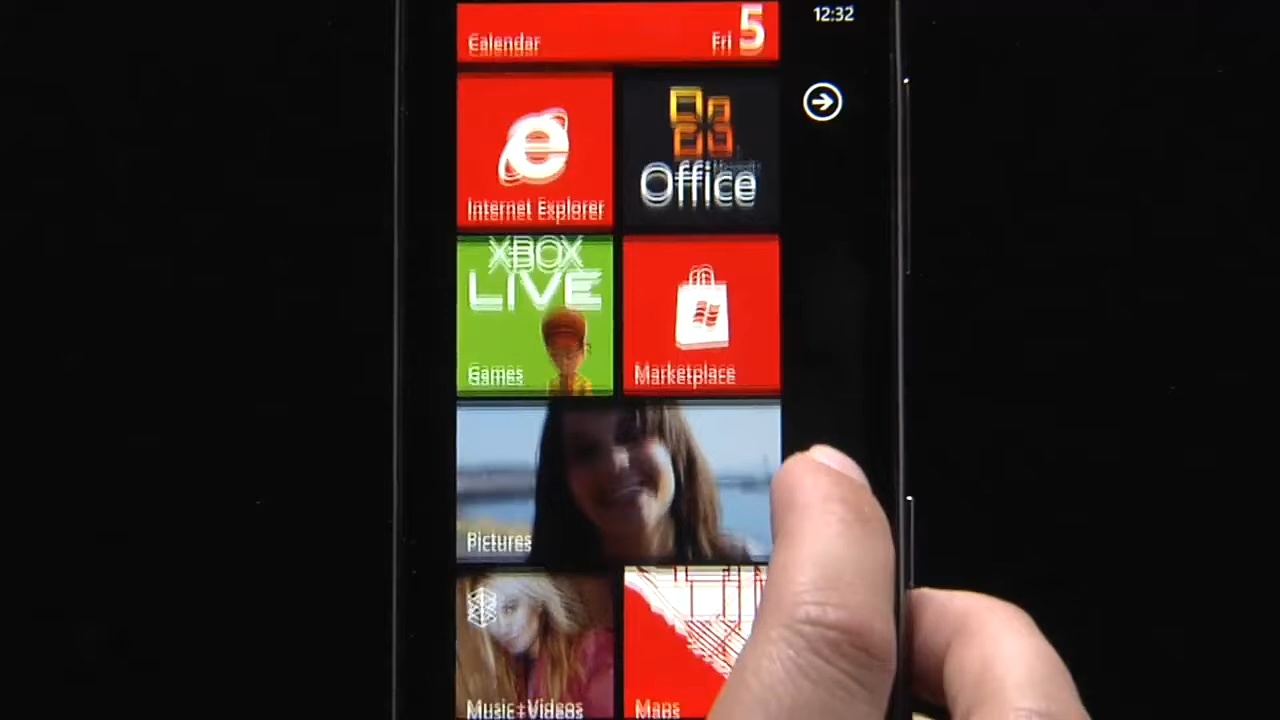 12:32
Calendar
Fri 5
Internet Explorer
Office
XBOX
LIVE
Games
Marketplace
Pictures
Music+Videos
Maps